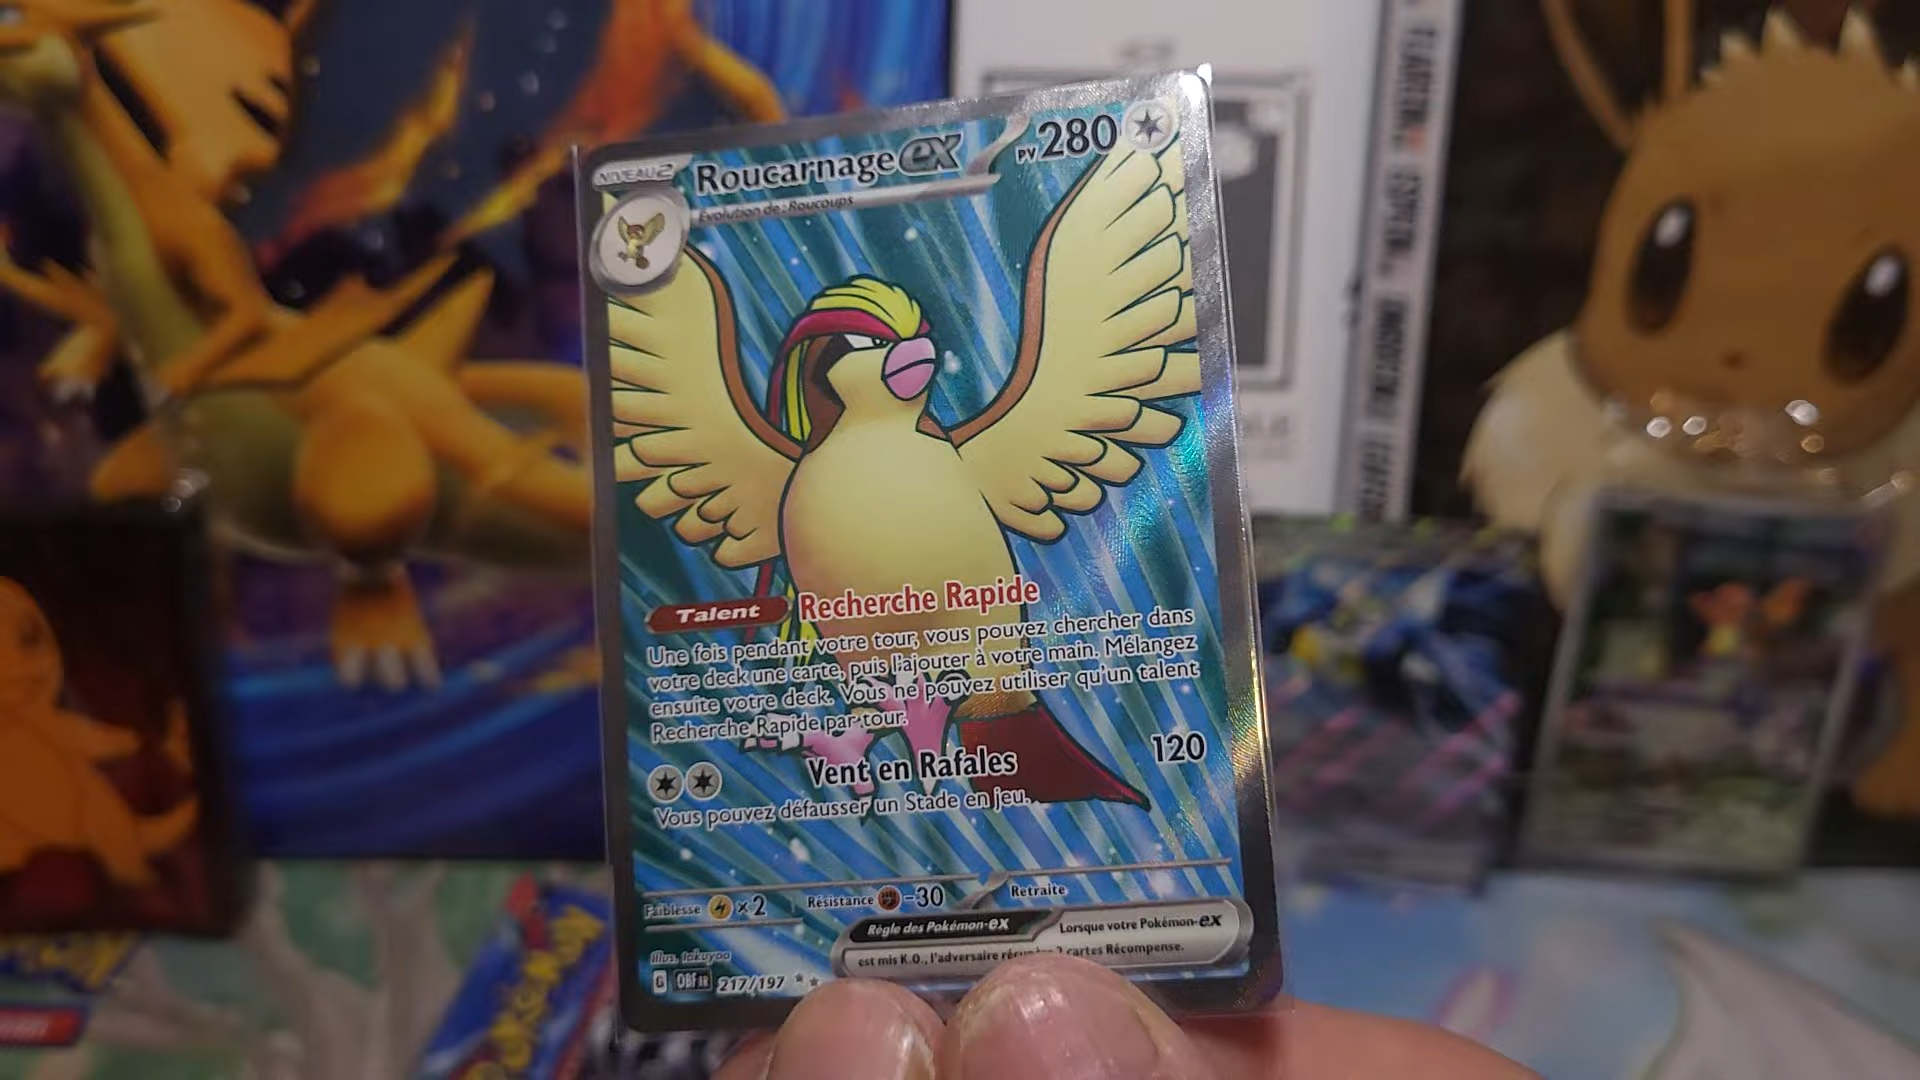 NIVEAU 2
Roucarnage ex
PV 280
Évolution de : Roucoups
Talent Recherche Rapide
Une fois pendant votre tour, vous pouvez chercher dans
votre deck une carte, puis l'ajouter à votre main. Mélangez
ensuite votre deck. Vous ne pouvez utiliser qu'un talent
Recherche Rapide par tour.
Vent en Rafales 120
Vous pouvez défausser un Stade en jeu.
Faiblesse ×2 Résistance -30 Retraite
Règle des Pokémon-ex Lorsque votre Pokémon-ex
est mis K.O., l'adversaire 2 cartes Récompense.
Illus. takuyoa
G OBF FR 217/197